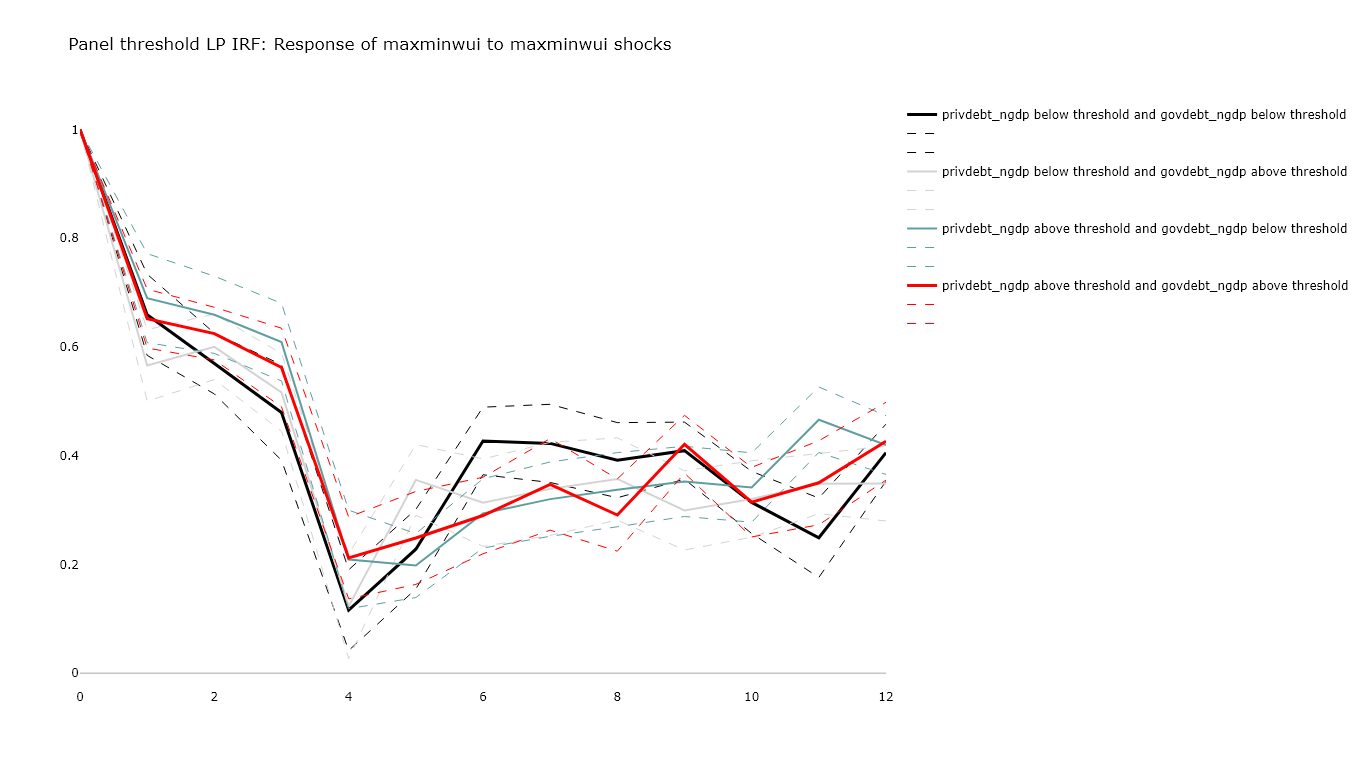 Panel threshold LP IRF: Response of maxminwui to maxminwui shocks
privdebt_ngdp below threshold and govdebt_ngdp below threshold
privdebt_ngdp below threshold and govdebt_ngdp above threshold
privdebt_ngdp above threshold and govdebt_ngdp below threshold
privdebt_ngdp above threshold and govdebt_ngdp above threshold
1
0.8
0.6
0.4
0.2
0
0 2 4 6 8 10 12